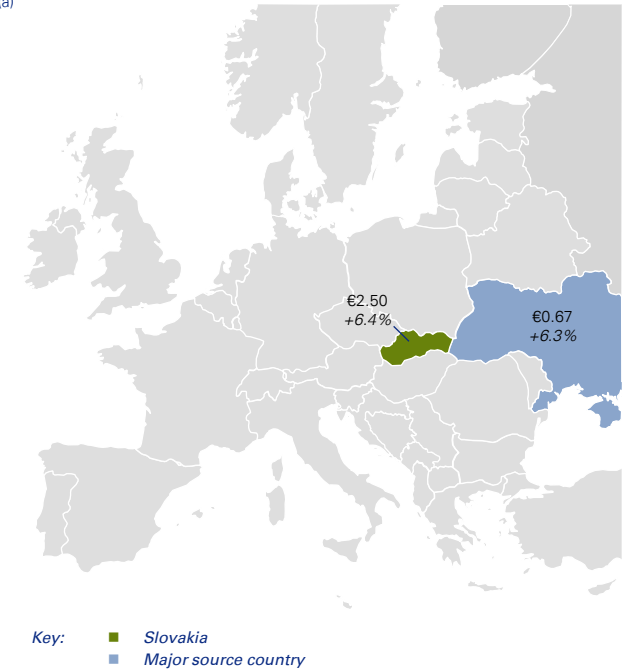 a)
€2.50
+6.4%
€0.67
+6.3%
Key:
Slovakia
Major source country